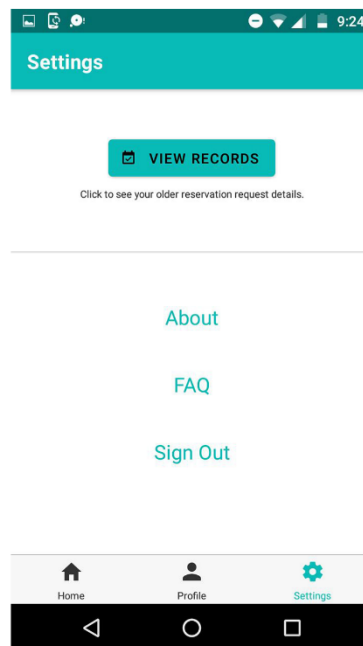 9:24
Settings
VIEW RECORDS
Click to see your older reservation request details.
About
FAQ
Sign Out
Home Profile Settings